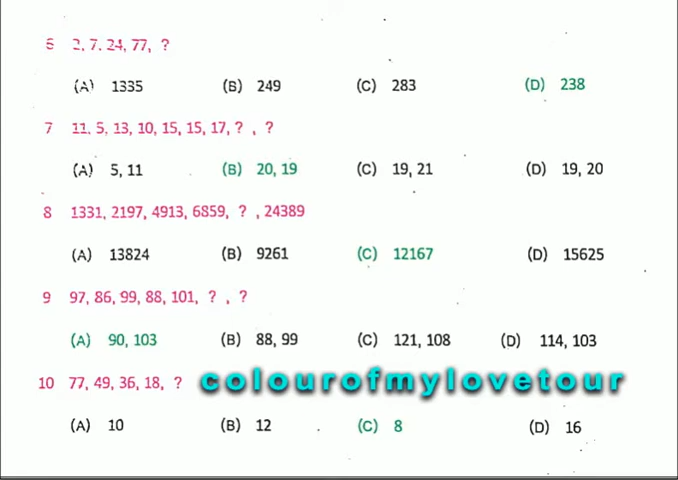 6 2, 7, 24, 77, ?
(A) 1335 (B) 249 (C) 283 (D) 238
7 11, 5, 13, 10, 15, 15, 17, ? , ?
(A) 5, 11 (B) 20, 19 (C) 19, 21 (D) 19, 20
8 1331, 2197, 4913, 6859, ? , 24389
(A) 13824 (B) 9261 (C) 12167 (D) 15625
9 97, 86, 99, 88, 101, ? , ?
(A) 90, 103 (B) 88, 99 (C) 121, 108 (D) 114, 103
10 77, 49, 36, 18, ? colourofmylovetour
(A) 10 (B) 12 (C) 8 (D) 16